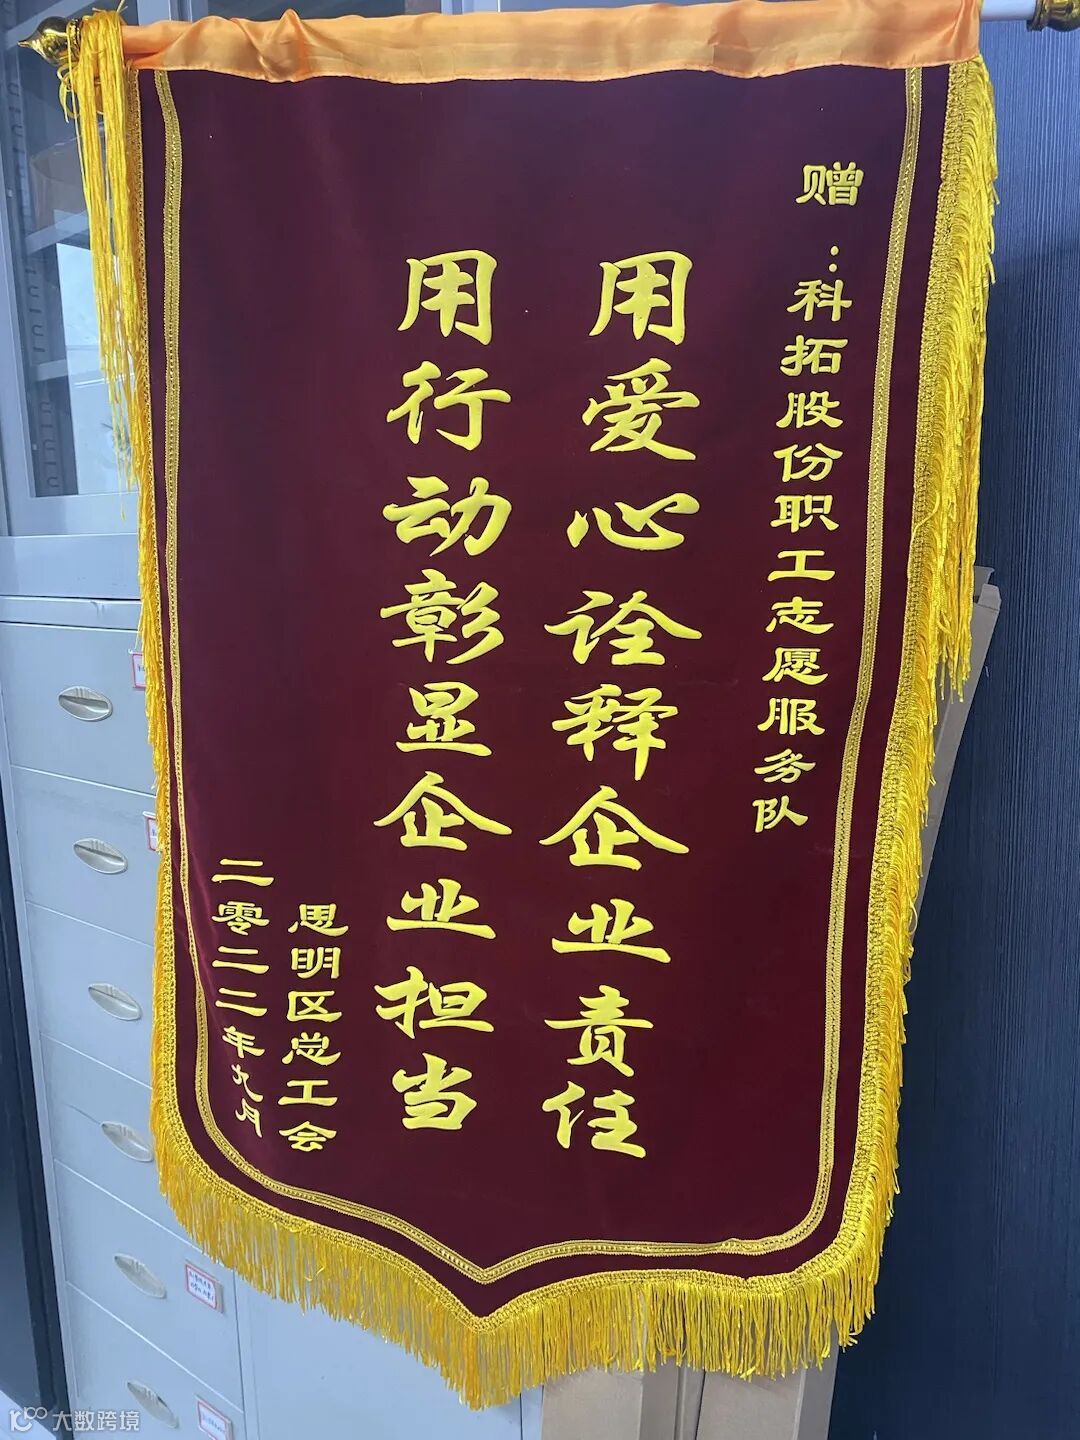 赠：科拓股份职工志愿服务队
用爱心诠释企业责任
用行动彰显企业担当
思明区总工会
二零二二年九月
大数跨境